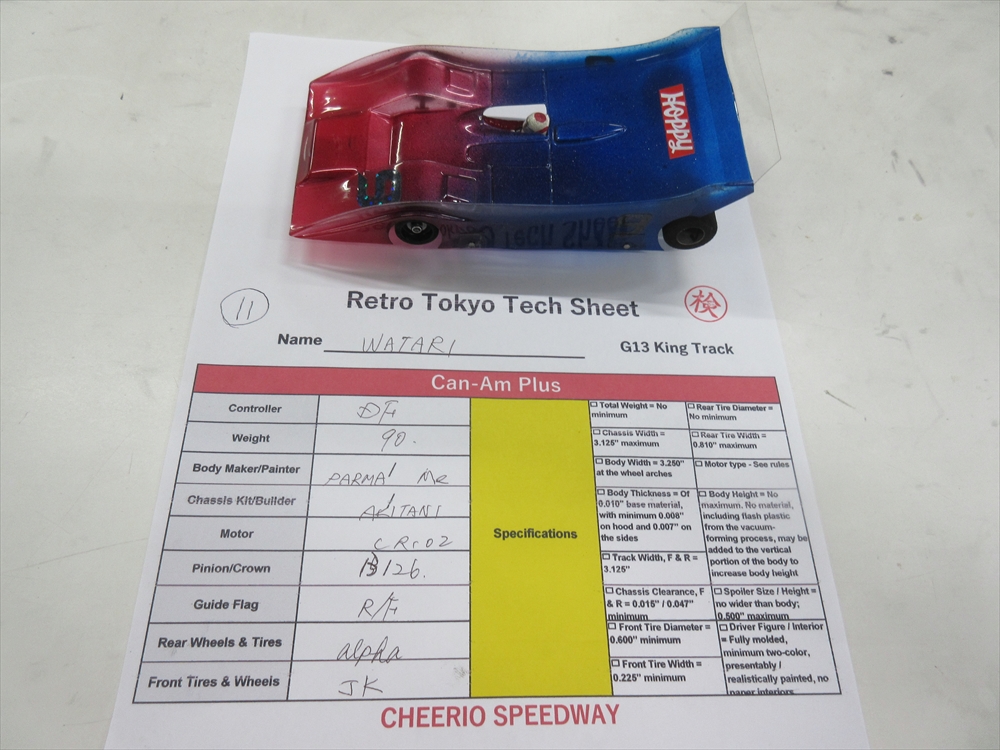 Hoppy
5
11
Retro Tokyo Tech Sheet
検
Name WATARI
G13 King Track
Can-Am Plus
Controller DFi
Weight 90.
Body Maker/Painter PARMA / Me
Chassis Kit/Builder / AKITANI
Motor
Pinion/Crown
Guide Flag R/F
Rear Wheels & Tires alpha
Front Tires & Wheels JK
Specifications
☐ Total Weight = No
minimum
☐ Chassis Width =
3.125" maximum
☐ Body Width = 3.250"
at the wheel arches
☐ Body Thickness = Of
0.010" base material,
with minimum 0.008"
on hood and 0.007" on
the sides
☐ Track Width, F & R =
3.125"
☐ Chassis Clearance, F
& R = 0.015" / 0.047"
minimum
☐ Front Tire Diameter =
0.600" minimum
☐ Front Tire Width =
0.225" minimum
☐ Rear Tire Diameter =
No minimum
☐ Rear Tire Width =
0.810" maximum
☐ Motor type - See rules
☐ Body Height = No
maximum. No material,
including flash plastic
from the vacuum-
forming process, may be
added to the vertical
portion of the body to
increase body height
☐ Spoiler Size / Height =
no wider than body;
0.500" maximum
☐ Driver Figure / Interior
= Fully molded,
minimum two-color,
presentably /
realistically painted, no
paper interiors
CHEERIO SPEEDWAY